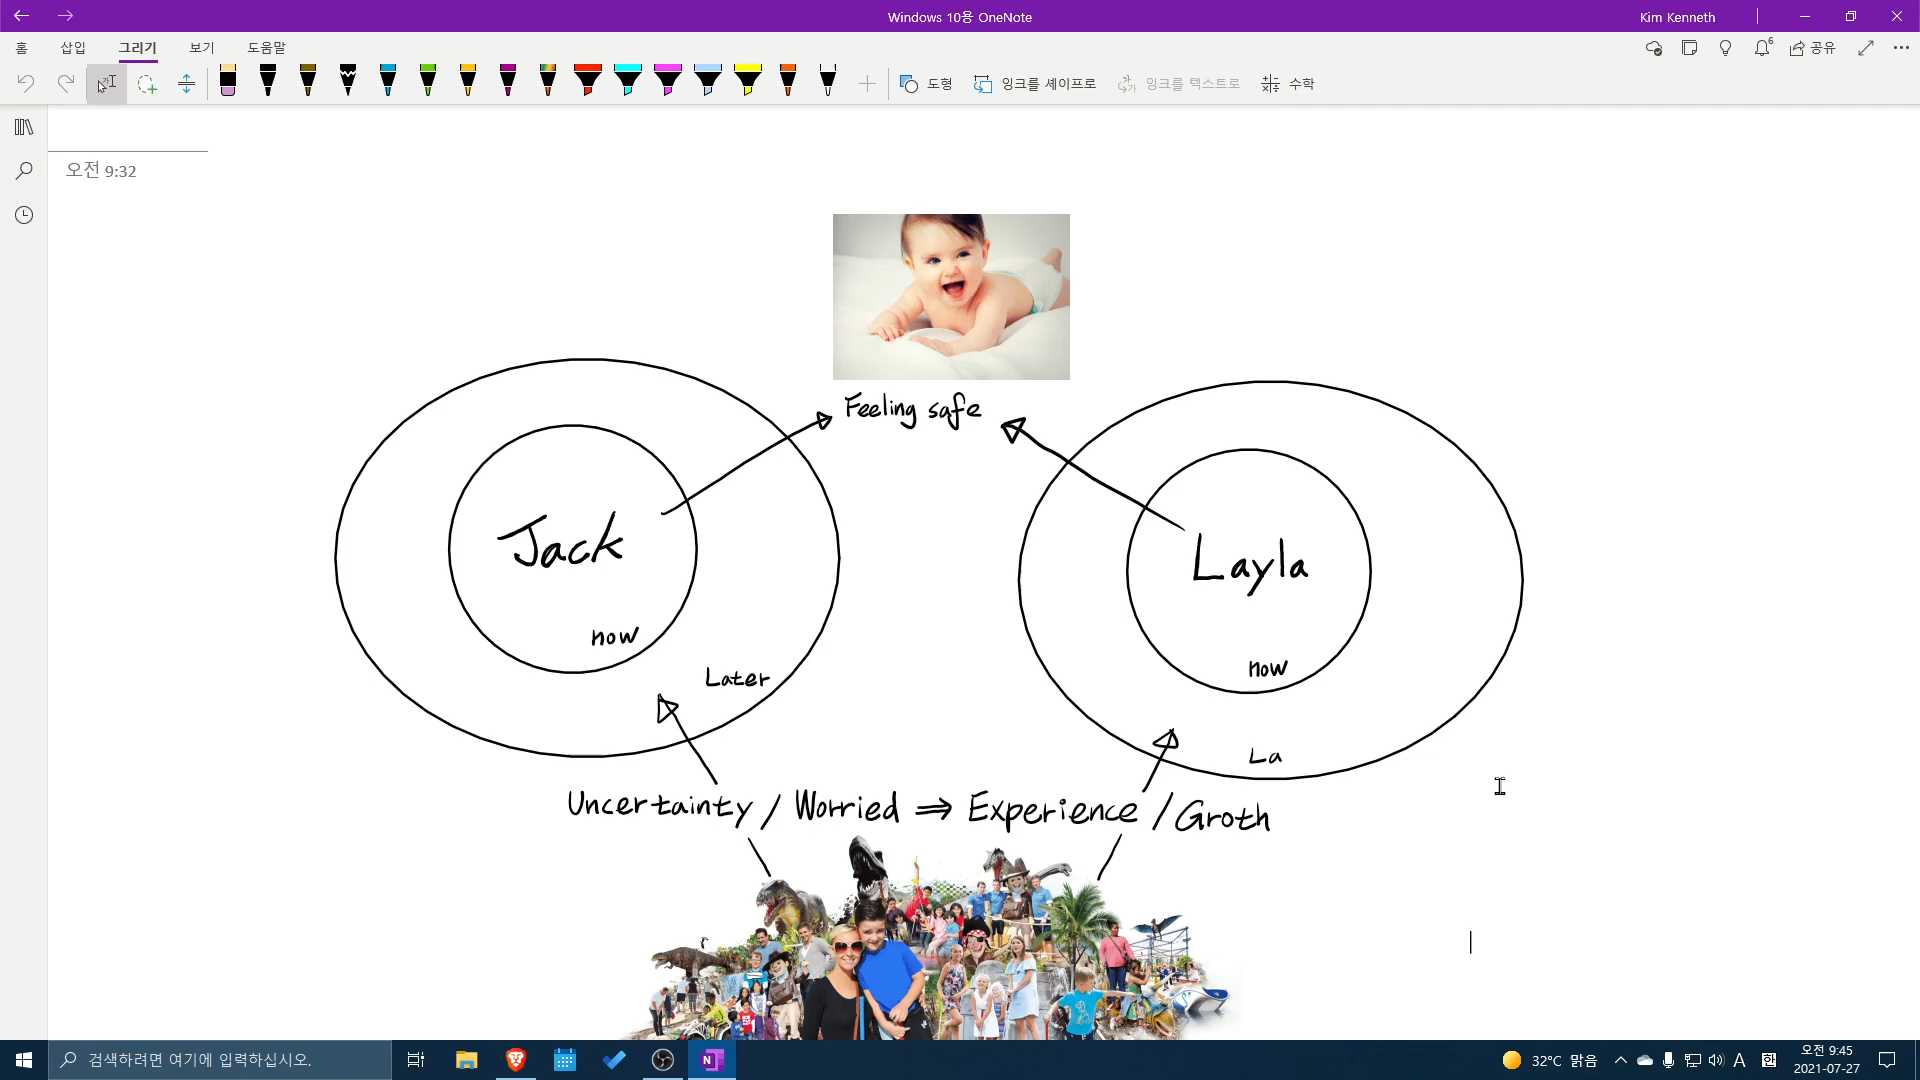 Windows 10용 OneNote
Kim Kenneth
홈 삽입 그리기 보기 도움말
6
공유
도형 잉크를 셰이프로 잉크를 텍스트로 수학
오전 9:32
Feeling safe
Jack
now
Later
Layla
now
La
Uncertainty / Worried ⇒ Experience / Groth
검색하려면 여기에 입력하십시오.
32°C 맑음
A 한
오전 9:45
2021-07-27